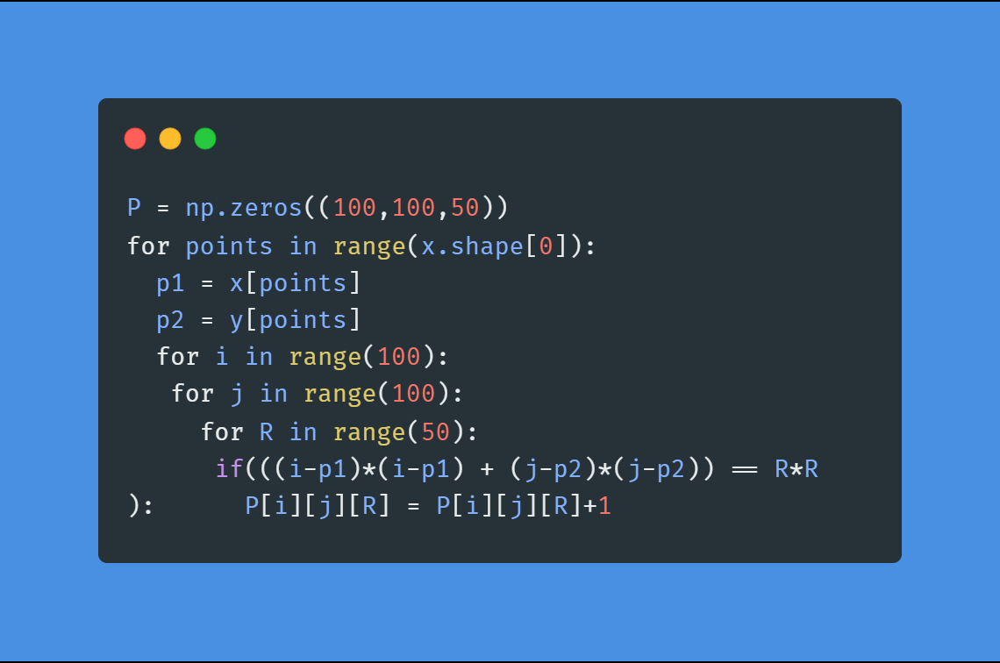 P = np.zeros((100,100,50))
for points in range(x.shape[0]):
  p1 = x[points]
  p2 = y[points]
  for i in range(100):
   for j in range(100):
     for R in range(50):
      if(((i-p1)*(i-p1) + (j-p2)*(j-p2)) == R*R
):      P[i][j][R] = P[i][j][R]+1